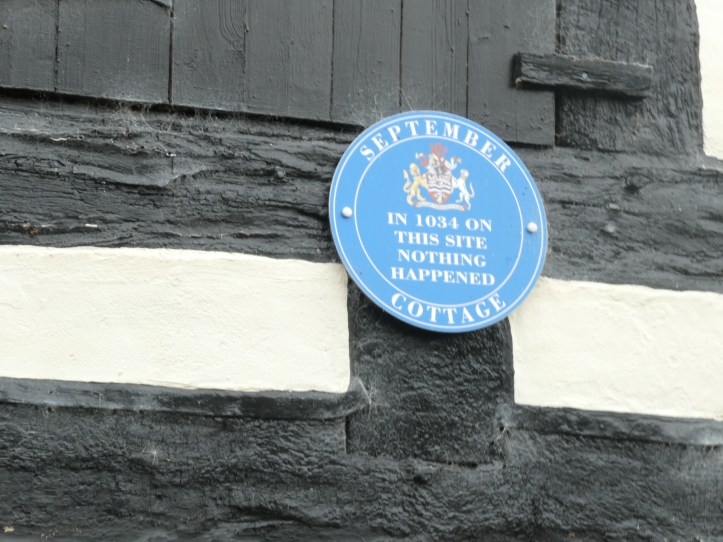 SEPTEMBER
IN 1034 ON
THIS SITE
NOTHING
HAPPENED
COTTAGE